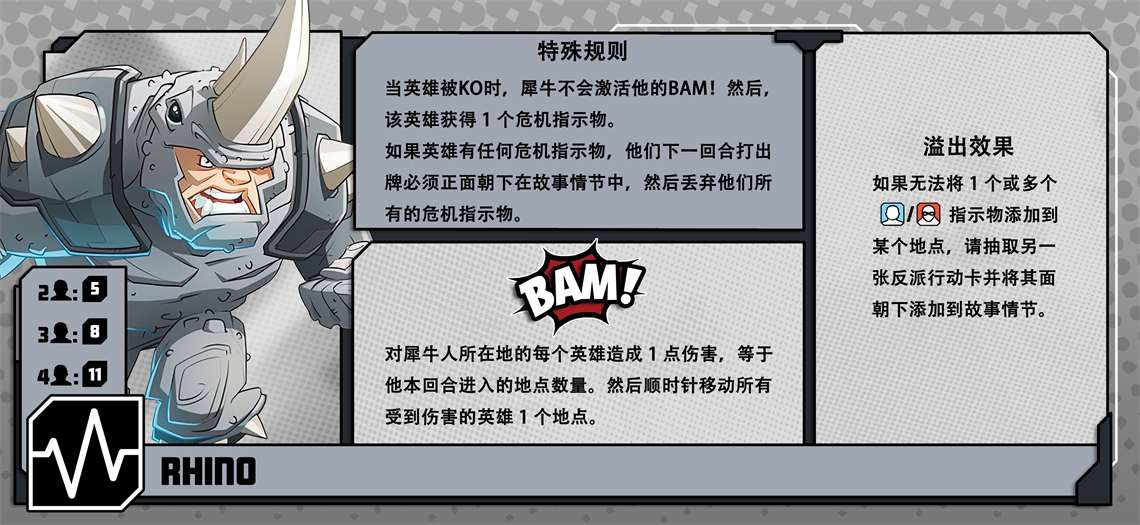 特殊规则
当英雄被KO时，犀牛不会激活他的BAM！然后，
该英雄获得 1 个危机指示物。
如果英雄有任何危机指示物，他们下一回合打出
牌必须正面朝下在故事情节中，然后丢弃他们所
有的危机指示物。
BAM!
对犀牛人所在地的每个英雄造成 1 点伤害，等于
他本回合进入的地点数量。然后顺时针移动所有
受到伤害的英雄 1 个地点。
溢出效果
如果无法将 1 个或多个
/ 指示物添加到
某个地点，请抽取另一
张反派行动卡并将其面
朝下添加到故事情节。
2 : 5
3 : 8
4 : 11
RHINO